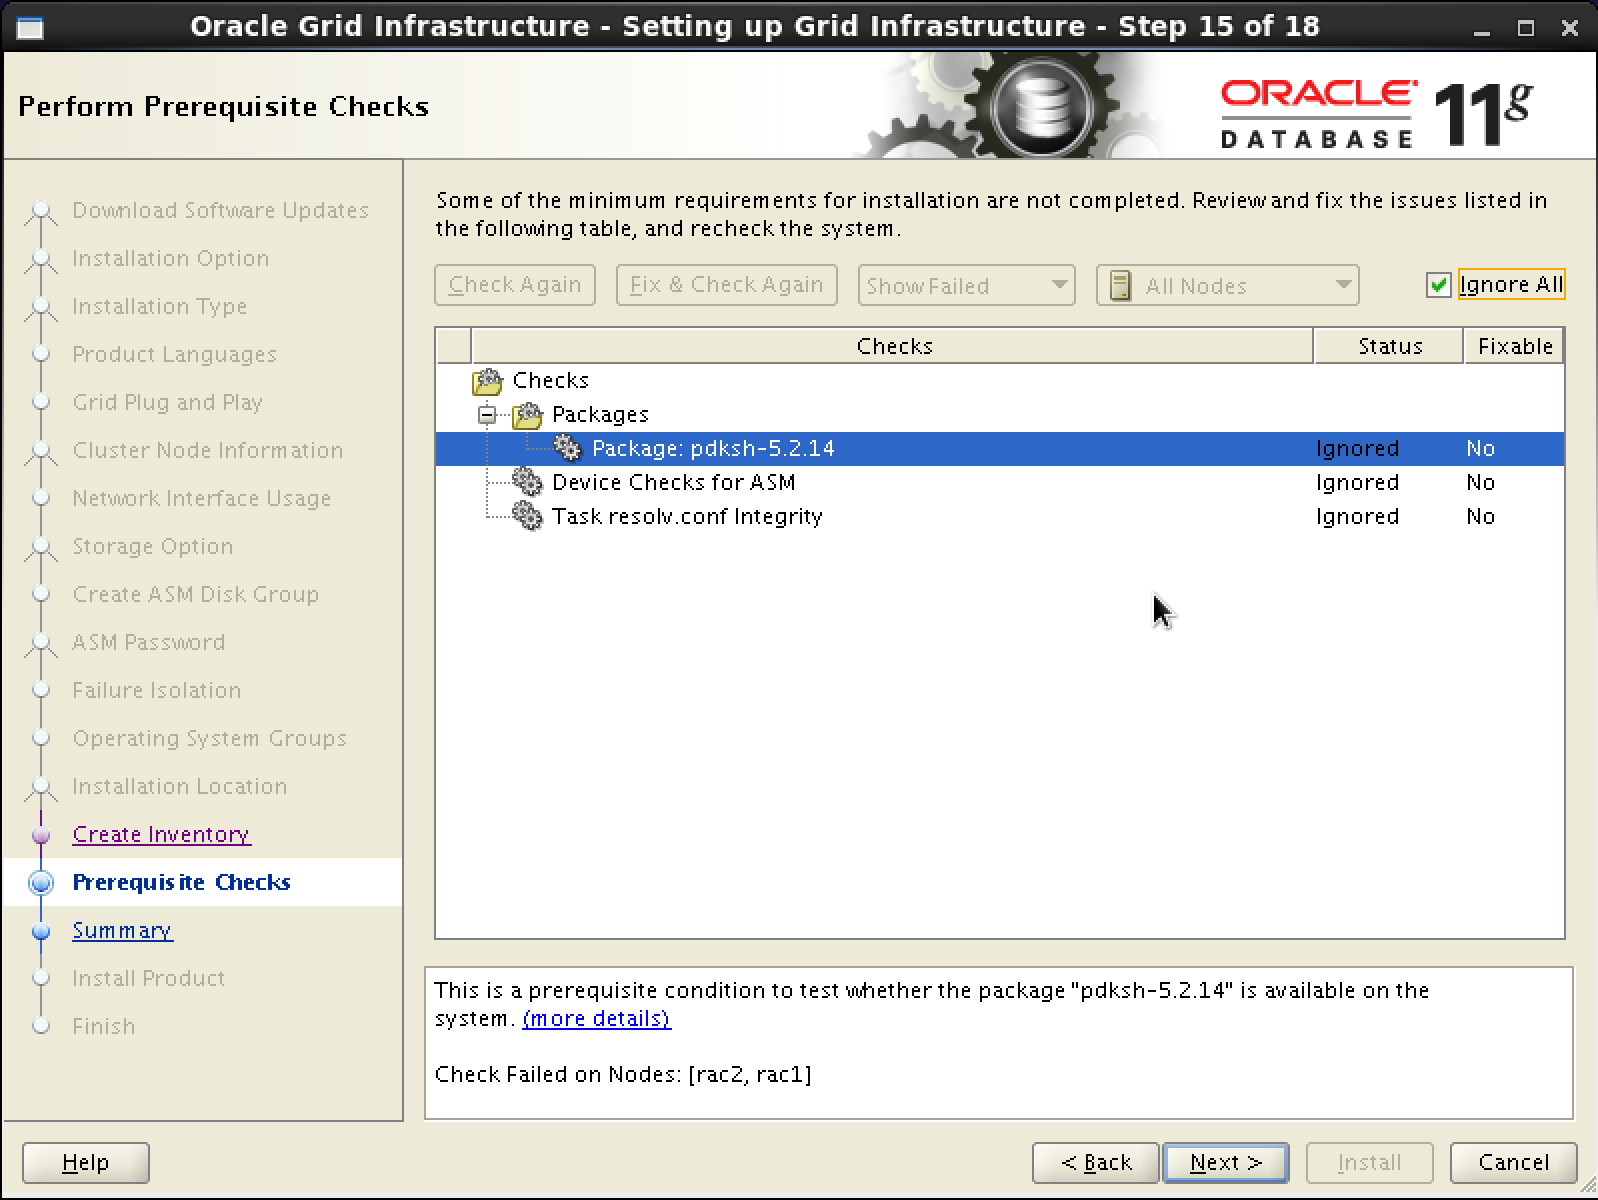 Oracle Grid Infrastructure - Setting up Grid Infrastructure - Step 15 of 18
Perform Prerequisite Checks
ORACLE
DATABASE
11g
Download Software Updates
Installation Option
Installation Type
Product Languages
Grid Plug and Play
Cluster Node Information
Network Interface Usage
Storage Option
Create ASM Disk Group
ASM Password
Failure Isolation
Operating System Groups
Installation Location
Create Inventory
Prerequisite Checks
Summary
Install Product
Finish
Some of the minimum requirements for installation are not completed. Review and fix the issues listed in
the following table, and recheck the system.
Check Again
Fix & Check Again
Show Failed
All Nodes
Ignore All
Checks Status Fixable
Checks
Packages
Package: pdksh-5.2.14 Ignored No
Device Checks for ASM Ignored No
Task resolv.conf Integrity Ignored No
This is a prerequisite condition to test whether the package "pdksh-5.2.14" is available on the
system. (more details)
Check Failed on Nodes: [rac2, rac1]
Help
< Back
Next >
Install
Cancel